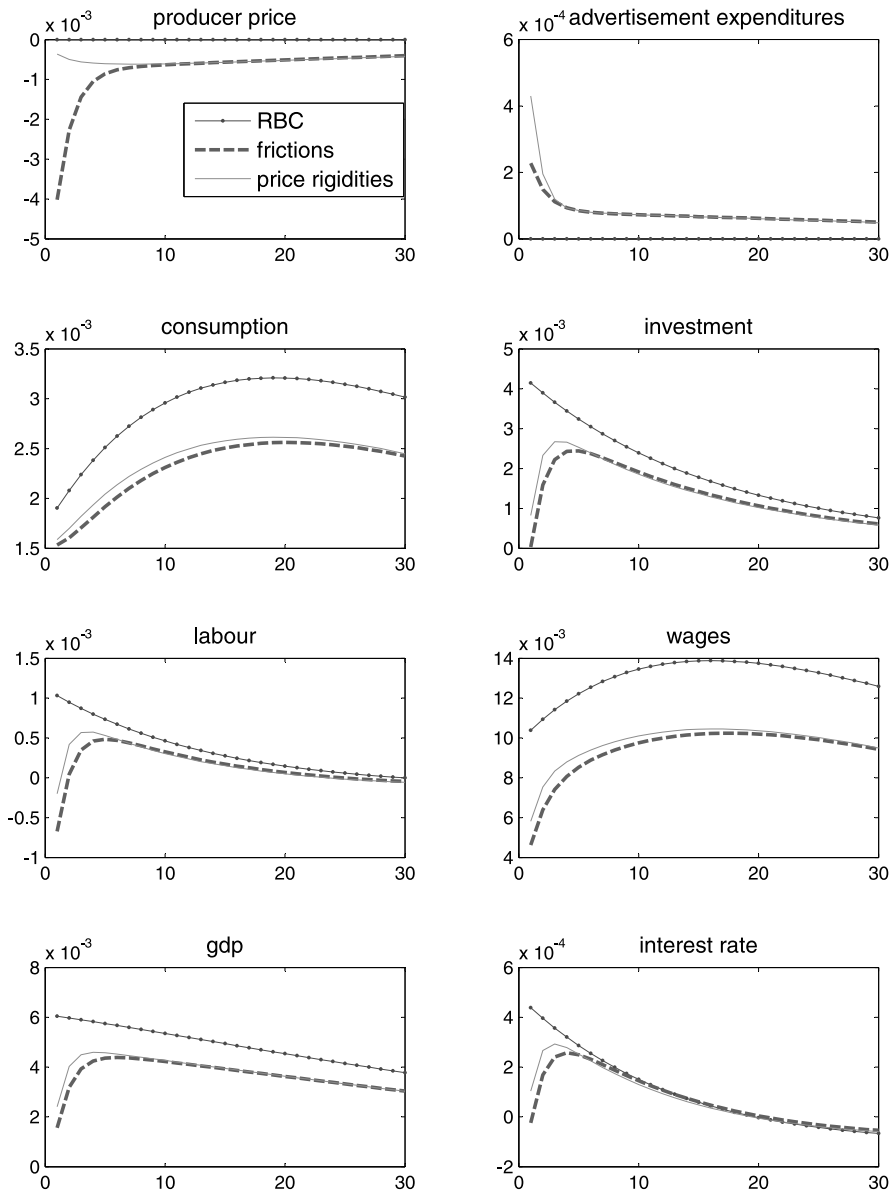 producer price
x 10-3
0
-1
-2
-3
-4
-5
0 10 20 30
RBC
frictions
price rigidities
advertisement expenditures
x 10-4
6
4
2
0
0 10 20 30
consumption
x 10-3
3.5
3
2.5
2
1.5
0 10 20 30
investment
x 10-3
5
4
3
2
1
0
0 10 20 30
labour
x 10-3
1.5
1
0.5
0
-0.5
-1
0 10 20 30
wages
x 10-3
14
12
10
8
6
4
0 10 20 30
gdp
x 10-3
8
6
4
2
0
0 10 20 30
interest rate
x 10-4
6
4
2
0
-2
0 10 20 30